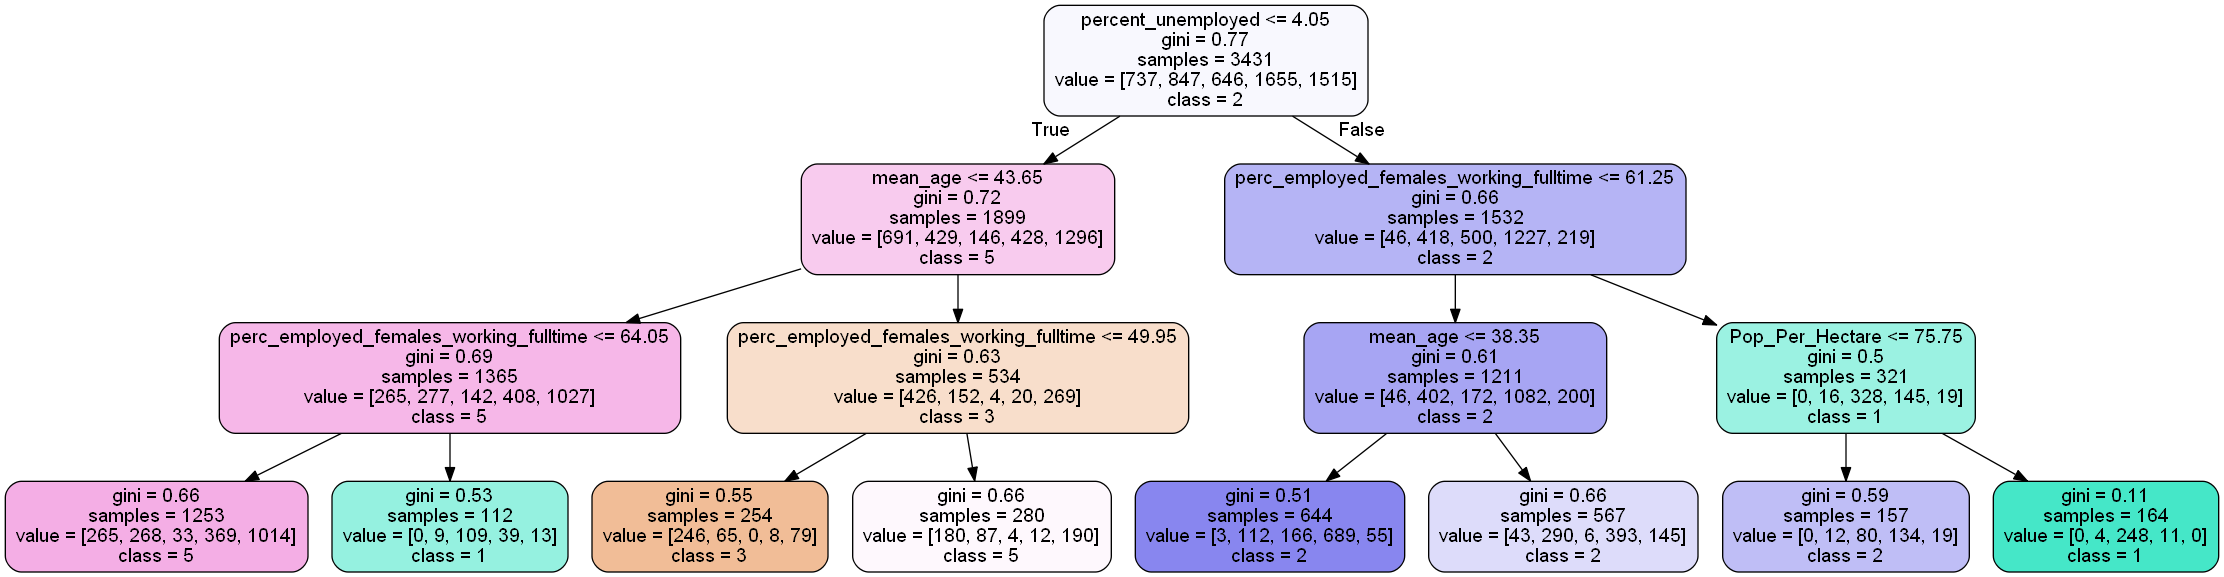 percent_unemployed <= 4.05
gini = 0.77
samples = 3431
value = [737, 847, 646, 1655, 1515]
class = 2
True
False
mean_age <= 43.65
gini = 0.72
samples = 1899
value = [691, 429, 146, 428, 1296]
class = 5
perc_employed_females_working_fulltime <= 61.25
gini = 0.66
samples = 1532
value = [46, 418, 500, 1227, 219]
class = 2
perc_employed_females_working_fulltime <= 64.05
gini = 0.69
samples = 1365
value = [265, 277, 142, 408, 1027]
class = 5
perc_employed_females_working_fulltime <= 49.95
gini = 0.63
samples = 534
value = [426, 152, 4, 20, 269]
class = 3
mean_age <= 38.35
gini = 0.61
samples = 1211
value = [46, 402, 172, 1082, 200]
class = 2
Pop_Per_Hectare <= 75.75
gini = 0.5
samples = 321
value = [0, 16, 328, 145, 19]
class = 1
gini = 0.66
samples = 1253
value = [265, 268, 33, 369, 1014]
class = 5
gini = 0.53
samples = 112
value = [0, 9, 109, 39, 13]
class = 1
gini = 0.55
samples = 254
value = [246, 65, 0, 8, 79]
class = 3
gini = 0.66
samples = 280
value = [180, 87, 4, 12, 190]
class = 5
gini = 0.51
samples = 644
value = [3, 112, 166, 689, 55]
class = 2
gini = 0.66
samples = 567
value = [43, 290, 6, 393, 145]
class = 2
gini = 0.59
samples = 157
value = [0, 12, 80, 134, 19]
class = 2
gini = 0.11
samples = 164
value = [0, 4, 248, 11, 0]
class = 1